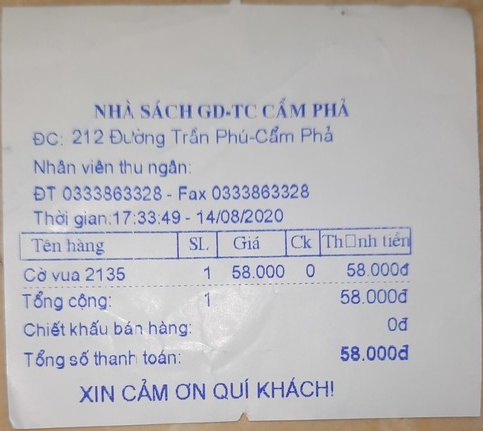 NHÀ SÁCH GD-TC CẨM PHẢ
ĐC: 212 Đường Trần Phú-Cẩm Phả
Nhân viên thu ngân:
ĐT 0333863328 - Fax 0333863328
Thời gian:17:33:49 - 14/08/2020
Tên hàng SL Giá Ck Th□nh tiền
Cờ vua 2135 1 58.000 0 58.000đ
Tổng cộng: 1 58.000đ
Chiết khấu bán hàng: 0đ
Tổng số thanh toán: 58.000đ
XIN CẢM ƠN QUÍ KHÁCH!